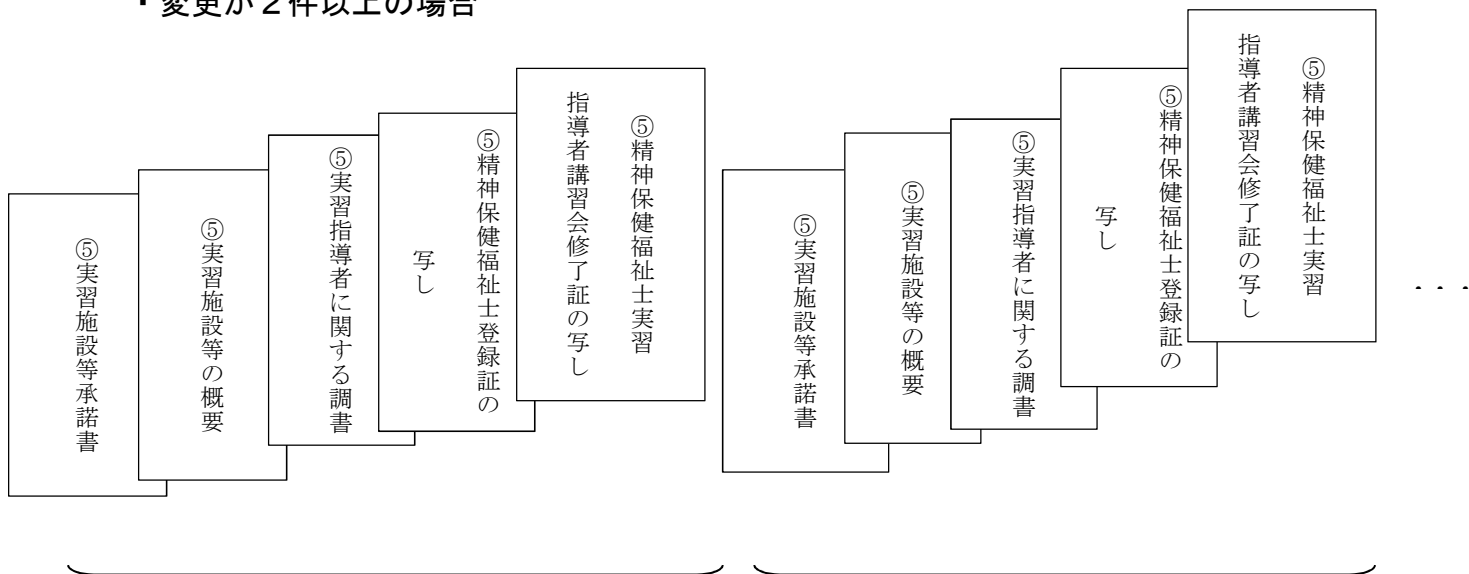 ・変更が２件以上の場合
⑤実習施設等承諾書
⑤実習施設等の概要
⑤実習指導者に関する調書
⑤精神保健福祉士登録証の
写し
⑤精神保健福祉士実習
指導者講習会修了証の写し
⑤実習施設等承諾書
⑤実習施設等の概要
⑤実習指導者に関する調書
⑤精神保健福祉士登録証の
写し
⑤精神保健福祉士実習
指導者講習会修了証の写し
・・・